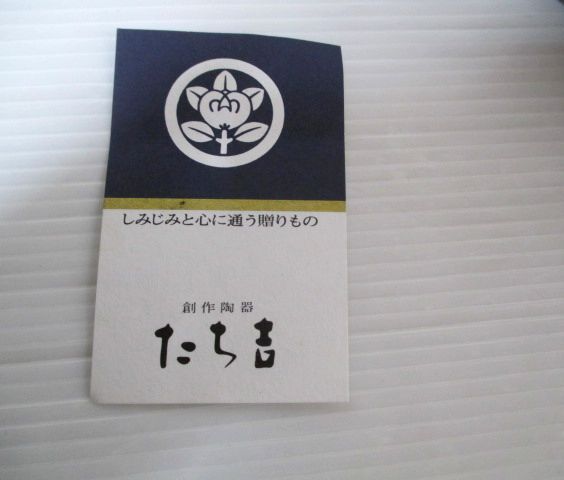 しみじみと心に通う贈りもの
創作陶器
たち吉